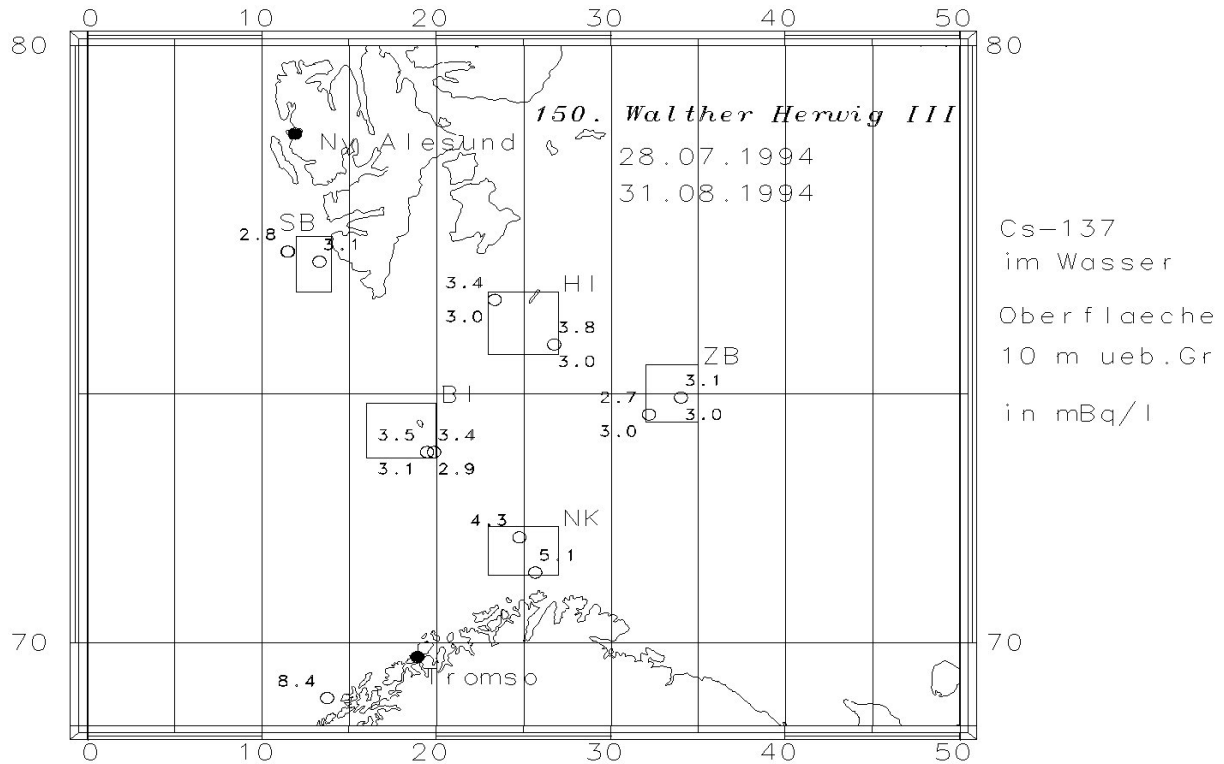 0 10 20 30 40 50
80 80
150. Walther Herwig III
Ny Alesund
28.07.1994
31.08.1994
SB
2.8 3.1
Cs-137
im Wasser
HI
3.4
3.0 3.8
3.0
Oberflaeche
10 m ueb.Gr
ZB
3.1
2.7 3.0
3.0
in mBq/l
BI
3.5 3.4
3.1 2.9
NK
4.3
5.1
70 70
Tromso
8.4
0 10 20 30 40 50